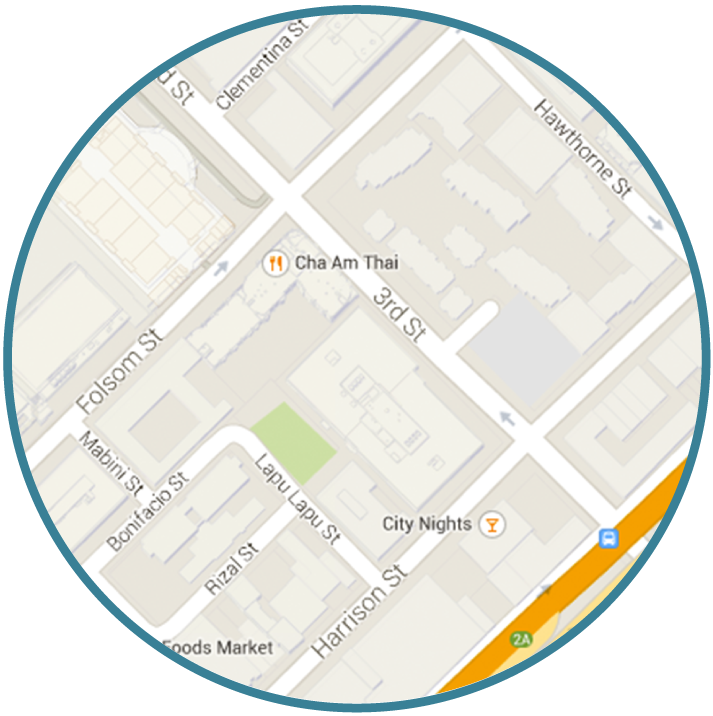 Clementina St
d St
Hawthorne St
Cha Am Thai
3rd St
Folsom St
Mabini St
Bonifacio St
Lapu Lapu St
City Nights
Rizal St
Harrison St
2A
Foods Market